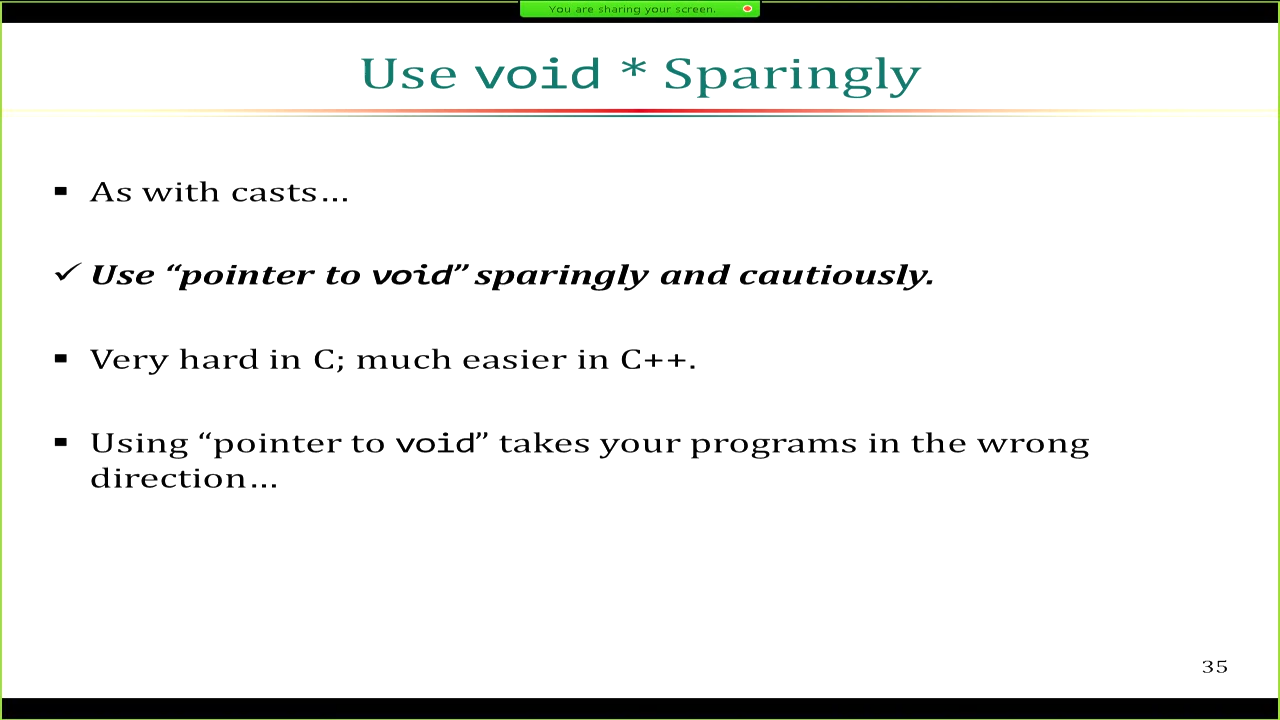 You are sharing your screen.
Use void * Sparingly
▪ As with casts…
✓ Use “pointer to void” sparingly and cautiously.
▪ Very hard in C; much easier in C++.
▪ Using “pointer to void” takes your programs in the wrong
direction…
35